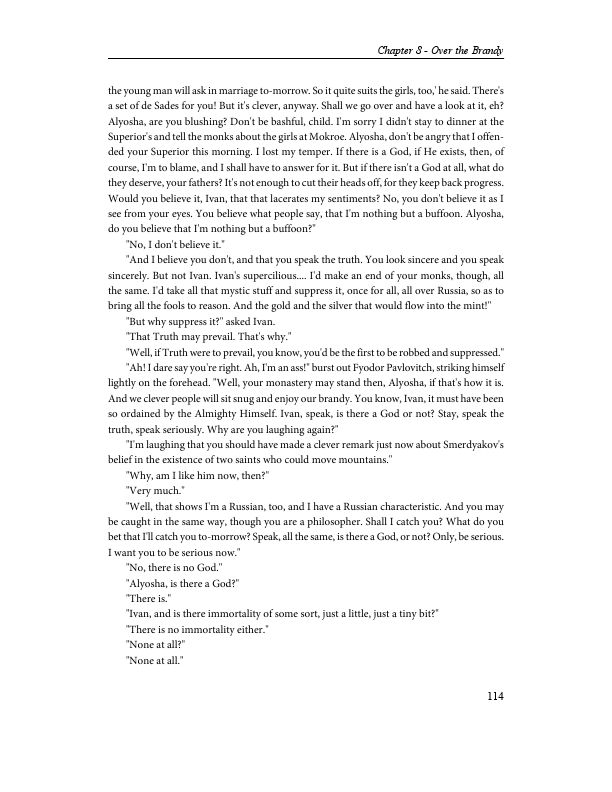 Chapter 8 - Over the Brandy
the young man will ask in marriage to-morrow. So it quite suits the girls, too,' he said. There's
a set of de Sades for you! But it's clever, anyway. Shall we go over and have a look at it, eh?
Alyosha, are you blushing? Don't be bashful, child. I'm sorry I didn't stay to dinner at the
Superior's and tell the monks about the girls at Mokroe. Alyosha, don't be angry that I offen-
ded your Superior this morning. I lost my temper. If there is a God, if He exists, then, of
course, I'm to blame, and I shall have to answer for it. But if there isn't a God at all, what do
they deserve, your fathers? It's not enough to cut their heads off, for they keep back progress.
Would you believe it, Ivan, that that lacerates my sentiments? No, you don't believe it as I
see from your eyes. You believe what people say, that I'm nothing but a buffoon. Alyosha,
do you believe that I'm nothing but a buffoon?"
"No, I don't believe it."
"And I believe you don't, and that you speak the truth. You look sincere and you speak
sincerely. But not Ivan. Ivan's supercilious.... I'd make an end of your monks, though, all
the same. I'd take all that mystic stuff and suppress it, once for all, all over Russia, so as to
bring all the fools to reason. And the gold and the silver that would flow into the mint!"
"But why suppress it?" asked Ivan.
"That Truth may prevail. That's why."
"Well, if Truth were to prevail, you know, you'd be the first to be robbed and suppressed."
"Ah! I dare say you're right. Ah, I'm an ass!" burst out Fyodor Pavlovitch, striking himself
lightly on the forehead. "Well, your monastery may stand then, Alyosha, if that's how it is.
And we clever people will sit snug and enjoy our brandy. You know, Ivan, it must have been
so ordained by the Almighty Himself. Ivan, speak, is there a God or not? Stay, speak the
truth, speak seriously. Why are you laughing again?"
"I'm laughing that you should have made a clever remark just now about Smerdyakov's
belief in the existence of two saints who could move mountains."
"Why, am I like him now, then?"
"Very much."
"Well, that shows I'm a Russian, too, and I have a Russian characteristic. And you may
be caught in the same way, though you are a philosopher. Shall I catch you? What do you
bet that I'll catch you to-morrow? Speak, all the same, is there a God, or not? Only, be serious.
I want you to be serious now."
"No, there is no God."
"Alyosha, is there a God?"
"There is."
"Ivan, and is there immortality of some sort, just a little, just a tiny bit?"
"There is no immortality either."
"None at all?"
"None at all."
114